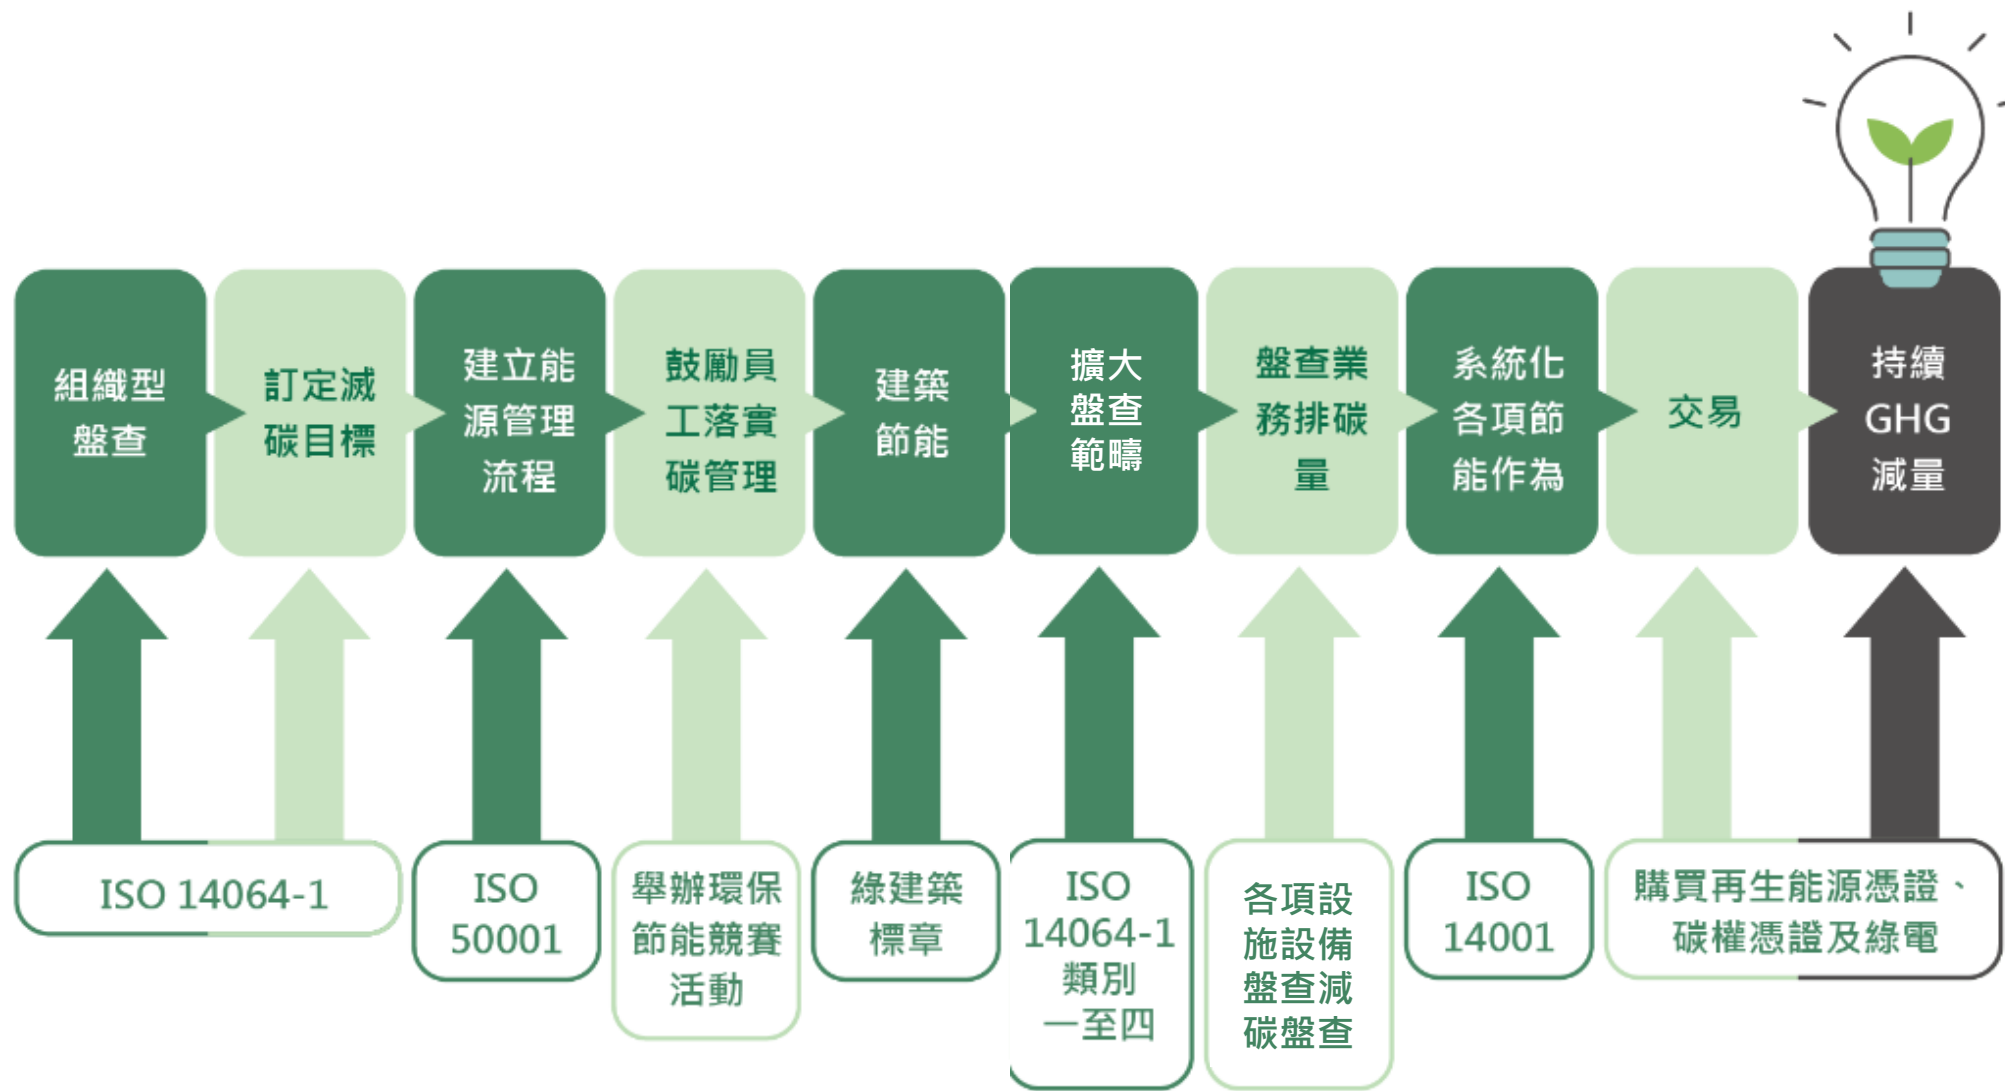 組織型
盤查
訂定滅
碳目標
建立能
源管理
流程
鼓勵員
工落實
碳管理
建築
節能
擴大
盤查
範疇
盤查業
務排碳
量
系統化
各項節
能作為
交易
持續
GHG
減量
ISO 14064-1
ISO
50001
舉辦環保
節能競賽
活動
綠建築
標章
ISO
14064-1
類別
一至四
各項設
施設備
盤查減
碳盤查
ISO
14001
購買再生能源憑證、
碳權憑證及綠電